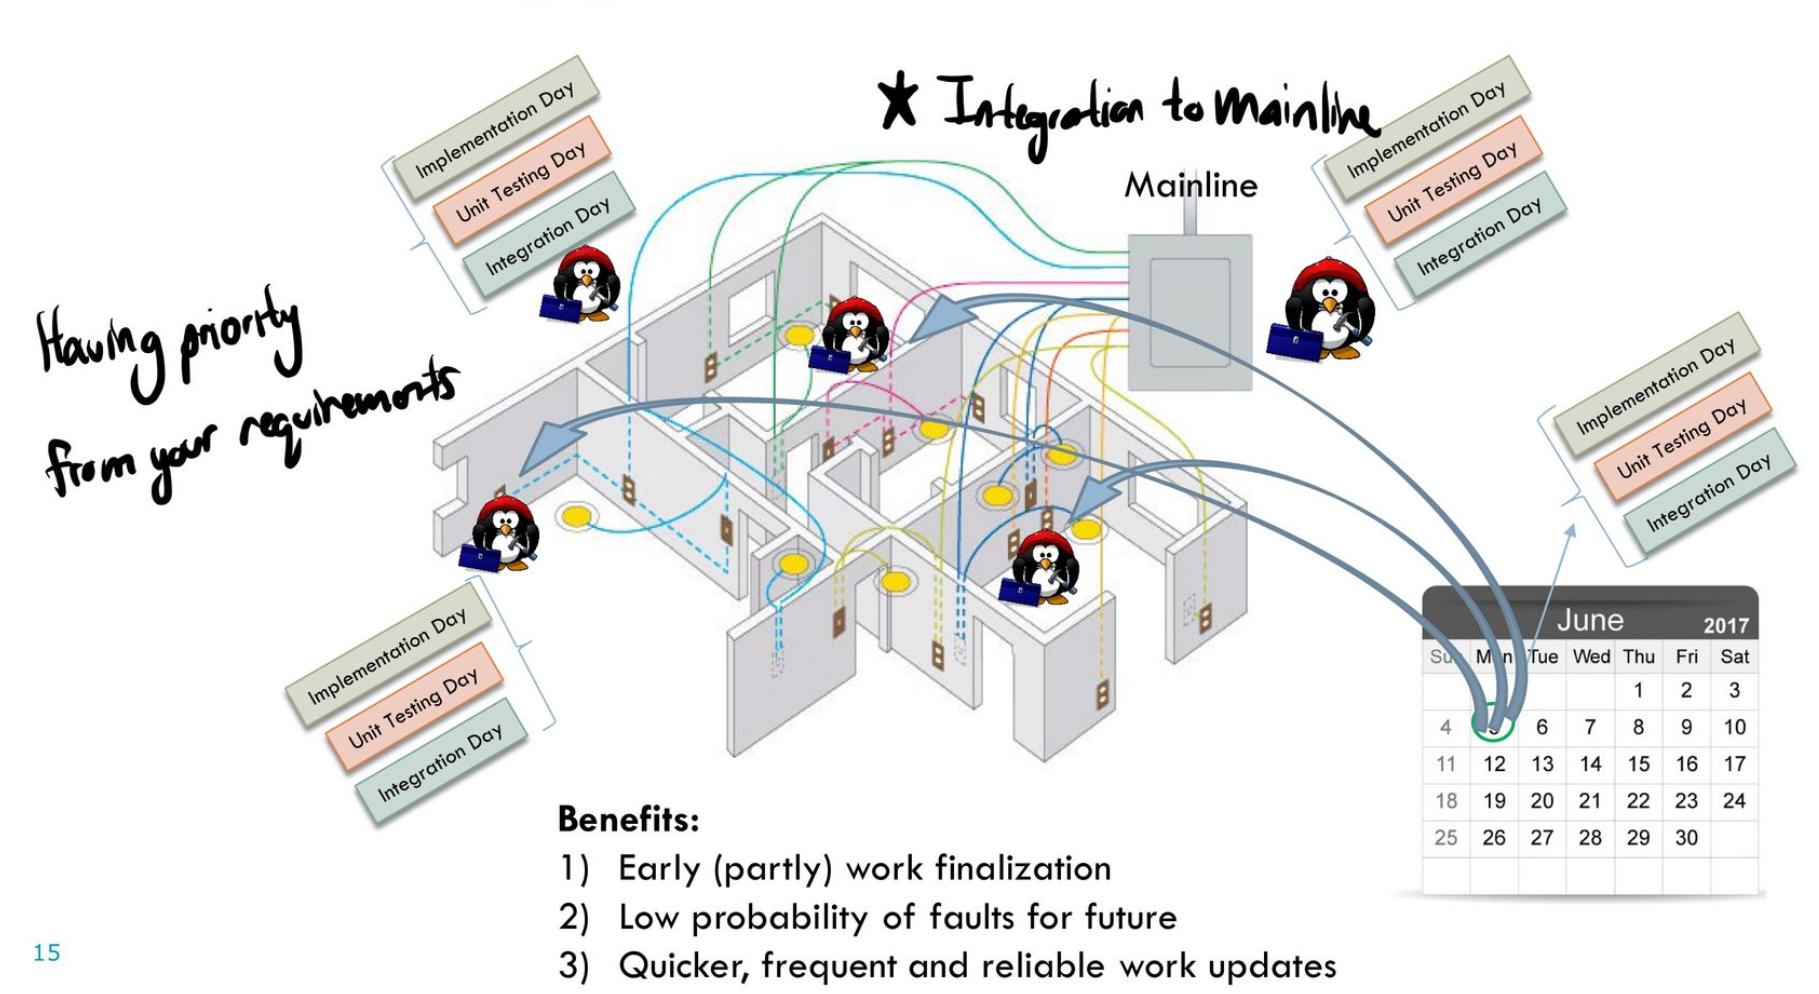 Implementation Day
Unit Testing Day
Integration Day
★ Integration to mainline
Mainline
Implementation Day
Unit Testing Day
Integration Day
Having priority
from your requirements
Implementation Day
Unit Testing Day
Integration Day
Implementation Day
Unit Testing Day
Integration Day
June 2017
Mon Tue Wed Thu Fri Sat
1 2 3
4 5 6 7 8 9 10
11 12 13 14 15 16 17
18 19 20 21 22 23 24
25 26 27 28 29 30
Benefits:
1) Early (partly) work finalization
2) Low probability of faults for future
3) Quicker, frequent and reliable work updates
15